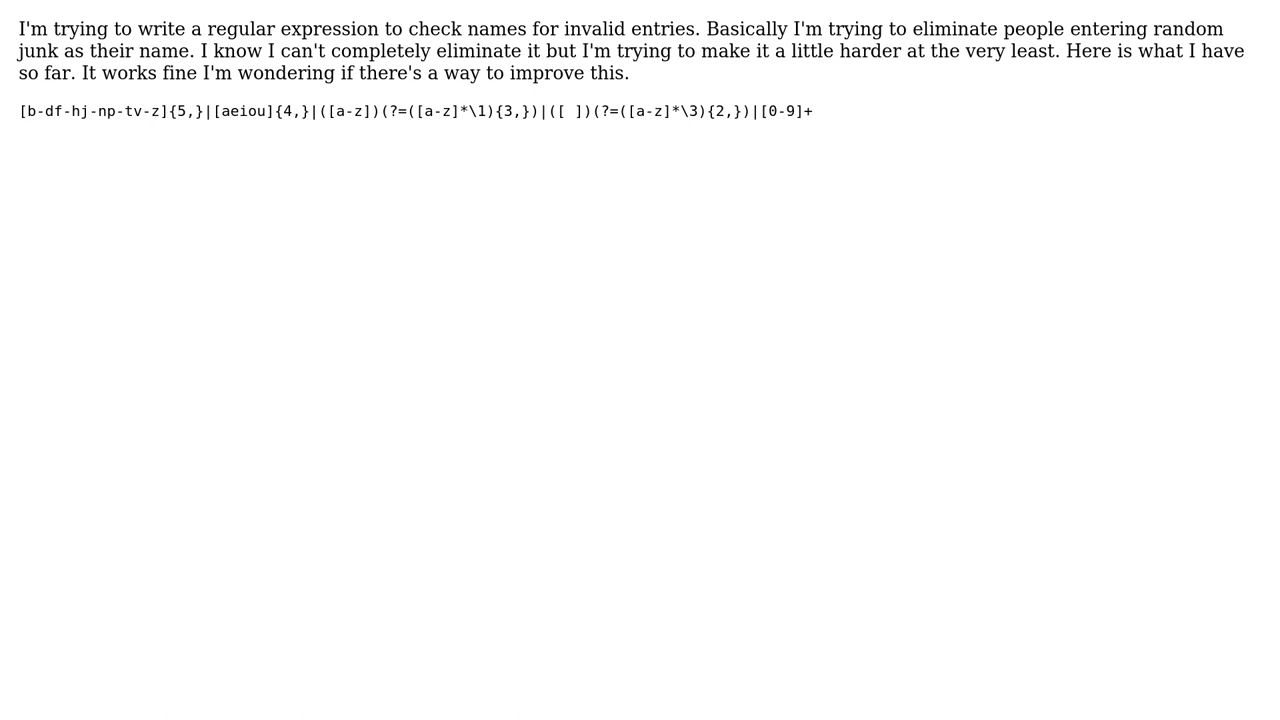 I'm trying to write a regular expression to check names for invalid entries. Basically I'm trying to eliminate people entering random
junk as their name. I know I can't completely eliminate it but I'm trying to make it a little harder at the very least. Here is what I have
so far. It works fine I'm wondering if there's a way to improve this.
[b-df-hj-np-tv-z]{5,}|[aeiou]{4,}|([a-z])(?=([a-z]*\1){3,})|([ ])(?=([a-z]*\3){2,})|[0-9]+